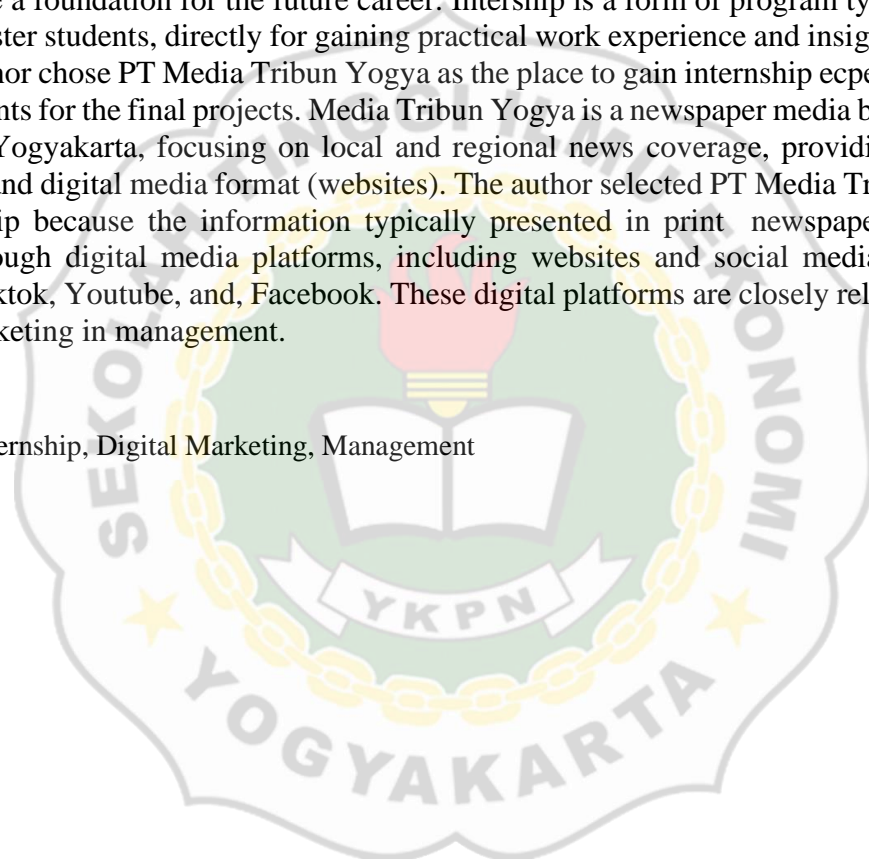 e a foundation for the future career. Intership is a form of program ty
ster students, directly for gaining practical work experience and insig
nor chose PT Media Tribun Yogya as the place to gain internship ecpe
nts for the final projects. Media Tribun Yogya is a newspaper media b
Yogyakarta, focusing on local and regional news coverage, providi
and digital media format (websites). The author selected PT Media Tr
ip because the information typically presented in print newspape
ough digital media platforms, including websites and social medi
ktok, Youtube, and, Facebook. These digital platforms are closely rel
keting in management.
ernship, Digital Marketing, Management
SEKOLAH TINGGI ILMU EKONOMI
YKPN
YOGYAKARTA